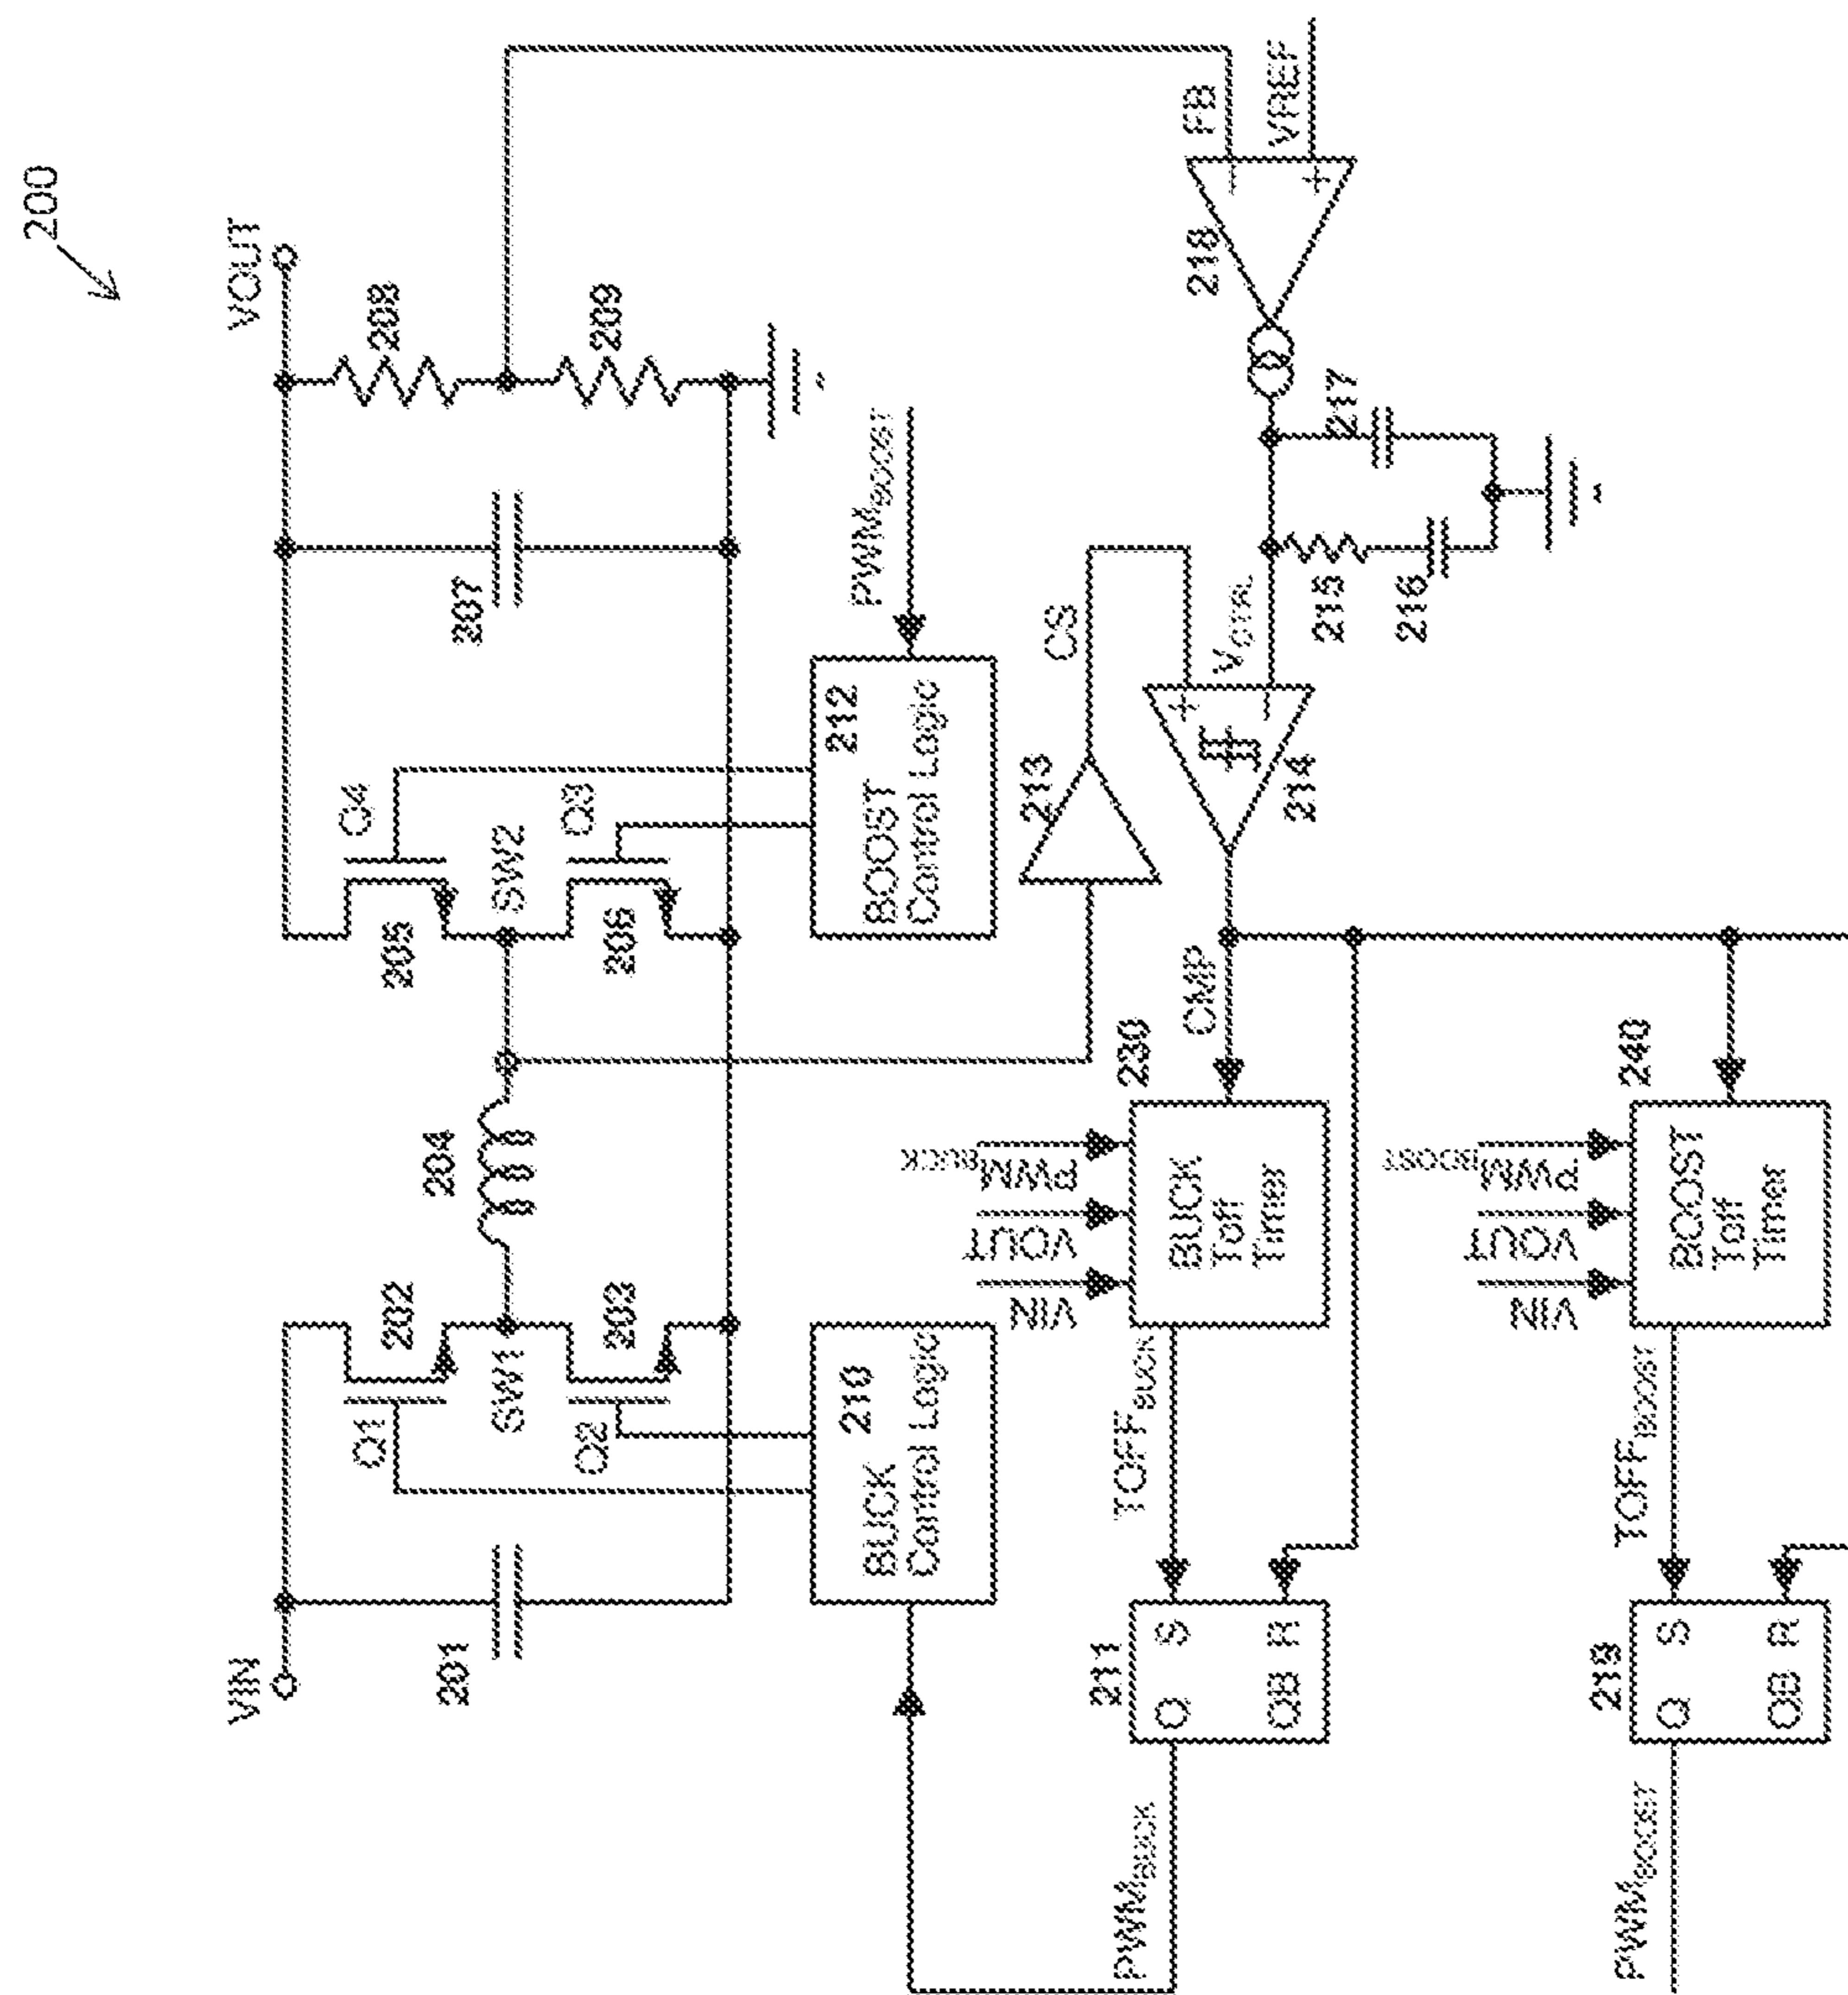 200
VIN
VOUT
201
Q1
202
SW1
Q2
203
204
Q4
205
SW2
Q3
206
207
208
209
210
BUCK
Control Logic
212
BOOST
Control Logic
PWMBOOST
213
CS
FB
VREF
218
214
VCTRL
215
216
217
CMP
PWMBUCK
211
Q S
QB R
TOFFBUCK
VIN
VOUT
PWMBUCK
230
BUCK
Toff
Timer
PWMBOOST
219
Q S
QB R
TOFFBOOST
VIN
VOUT
PWMBOOST
240
BOOST
Toff
Timer